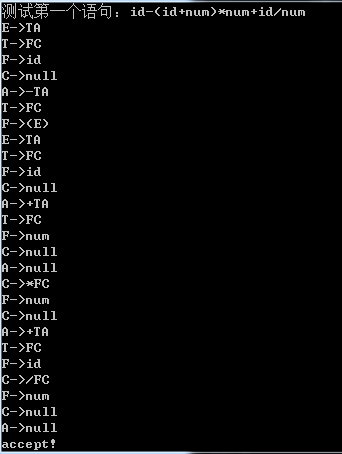 测试第一个语句：id-(id+num)*num+id/num
E->TA
T->FC
F->id
C->null
A->-TA
T->FC
F->(E)
E->TA
T->FC
F->id
C->null
A->+TA
T->FC
F->num
C->null
A->null
C->*FC
F->num
C->null
A->+TA
T->FC
F->id
C->/FC
F->num
C->null
A->null
accept!